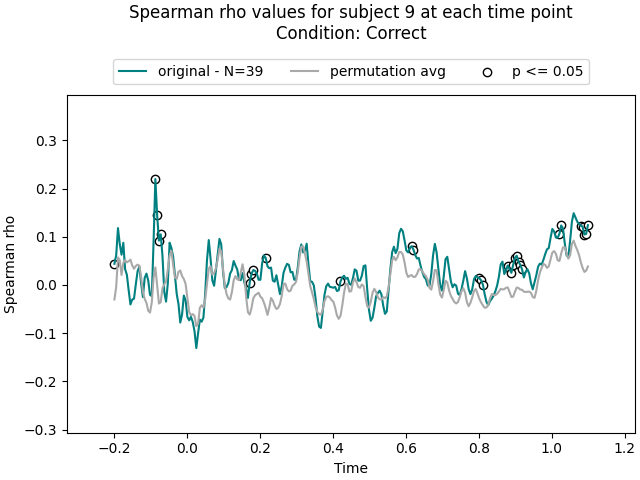 Spearman rho values for subject 9 at each time point
Condition: Correct
original - N=39 permutation avg p <= 0.05
Spearman rho
0.3
0.2
0.1
0.0
−0.1
−0.2
−0.3
−0.2 0.0 0.2 0.4 0.6 0.8 1.0 1.2
Time